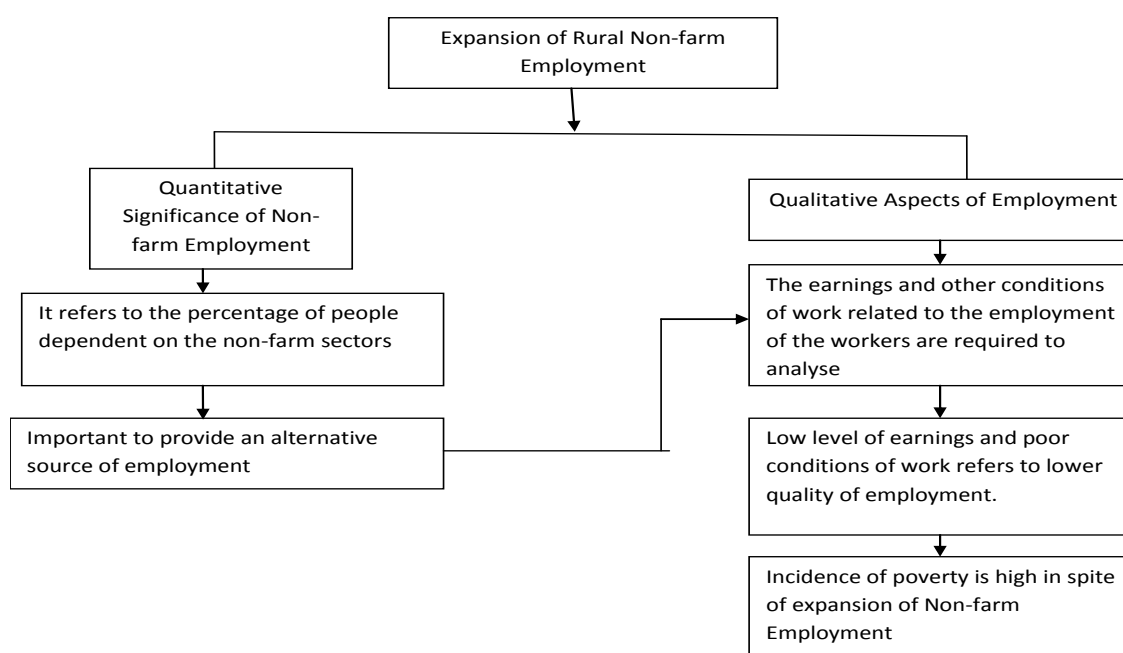 Expansion of Rural Non-farm
Employment
Quantitative
Significance of Non-
farm Employment
It refers to the percentage of people
dependent on the non-farm sectors
Important to provide an alternative
source of employment
Qualitative Aspects of Employment
The earnings and other conditions
of work related to the employment
of the workers are required to
analyse
Low level of earnings and poor
conditions of work refers to lower
quality of employment.
Incidence of poverty is high in spite
of expansion of Non-farm
Employment